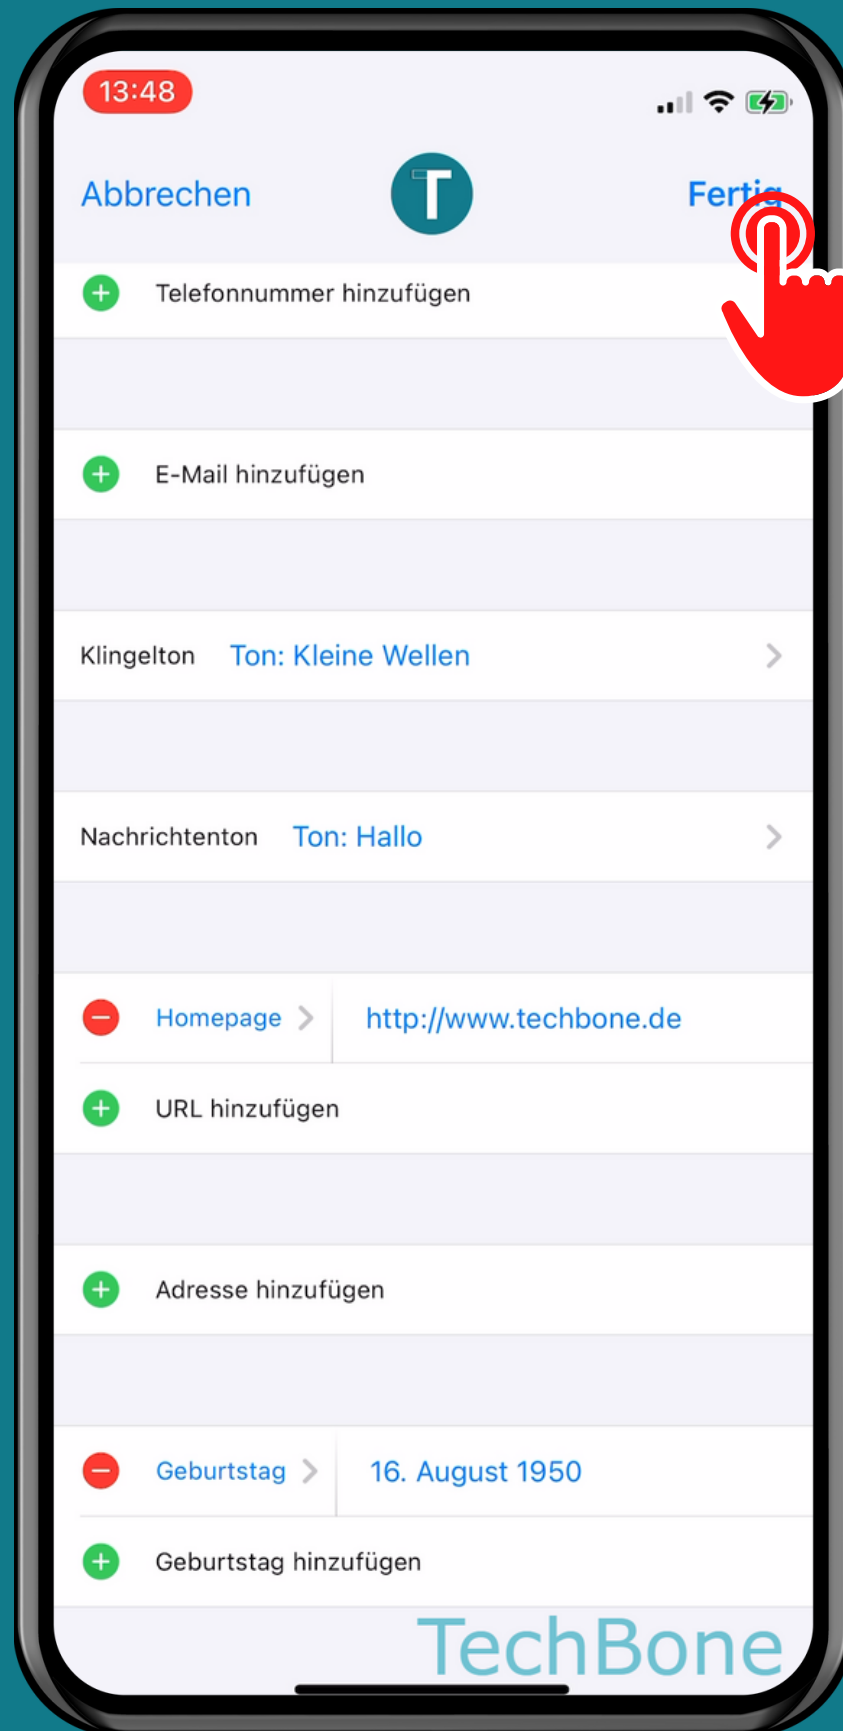 13:48
Abbrechen
T
Fertig
Telefonnummer hinzufügen
E-Mail hinzufügen
Klingelton Ton: Kleine Wellen
Nachrichtenton Ton: Hallo
Homepage http://www.techbone.de
URL hinzufügen
Adresse hinzufügen
Geburtstag 16. August 1950
Geburtstag hinzufügen
TechBone